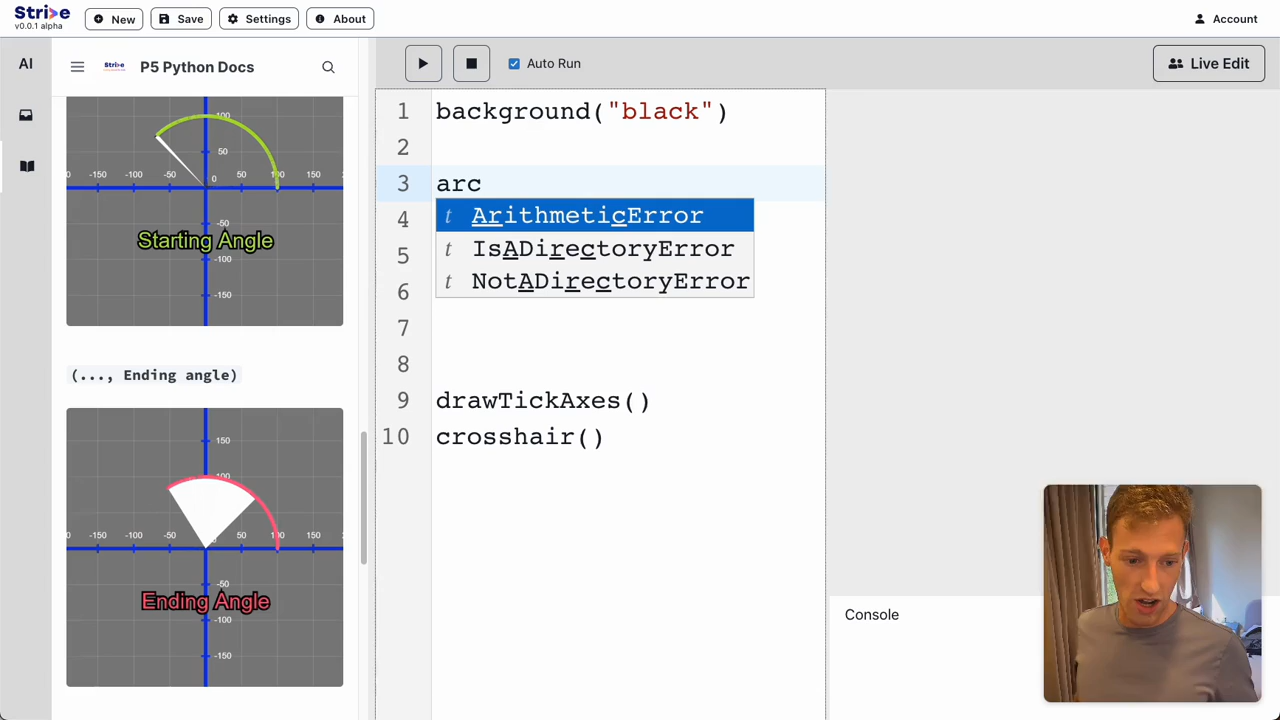 Strive
v0.0.1 alpha
New
Save
Settings
About
Account
AI
Strive
P5 Python Docs
Auto Run
Live Edit
100
50
-150
-100
-50
0
50
100
150
-50
Starting Angle
-100
-150
(..., Ending angle)
150
100
50
-150
-100
-50
50
100
150
-50
Ending Angle
-100
-150
1 background("black")
2
3 arc
ArithmeticError
IsADirectoryError
NotADirectoryError
4
5
6
7
8
9 drawTickAxes()
10 crosshair()
Console